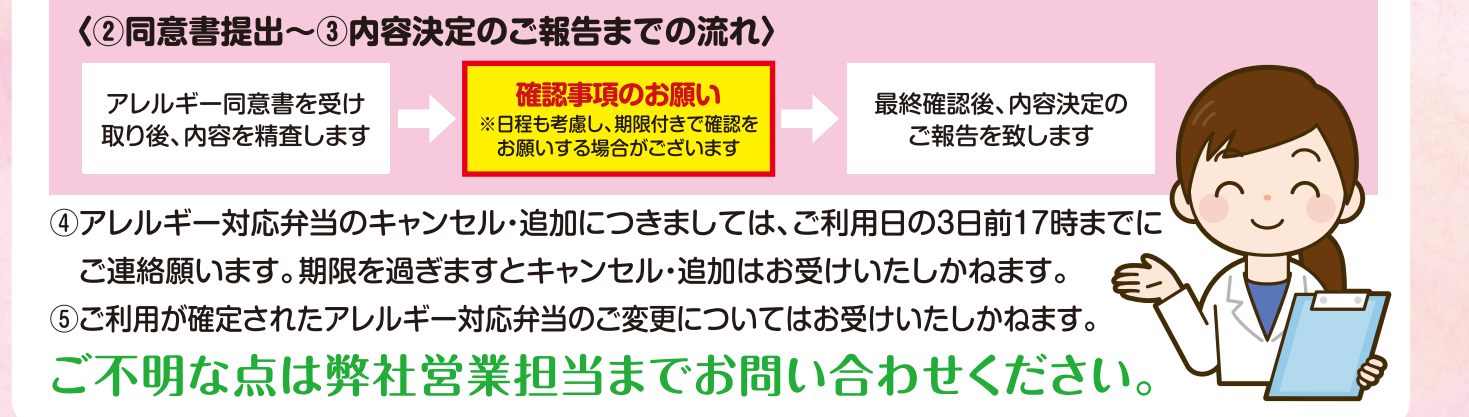 〈②同意書提出～③内容決定のご報告までの流れ〉
アレルギー同意書を受け
取り後、内容を精査します
確認事項のお願い
※日程も考慮し、期限付きで確認を
お願いする場合がございます
最終確認後、内容決定の
ご報告を致します
④アレルギー対応弁当のキャンセル・追加につきましては、ご利用日の3日前17時までに
ご連絡願います。期限を過ぎますとキャンセル・追加はお受けいたしかねます。
⑤ご利用が確定されたアレルギー対応弁当のご変更についてはお受けいたしかねます。
ご不明な点は弊社営業担当までお問い合わせください。